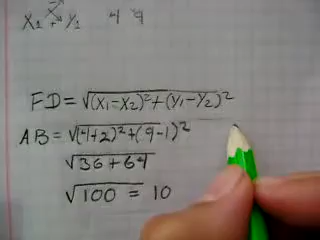 X₁ Y₁ 4 9
FD=√(X₁-X₂)²+(Y₁-Y₂)²
AB=√(4+2)²+(9-1)²
√36+64
√100 = 10